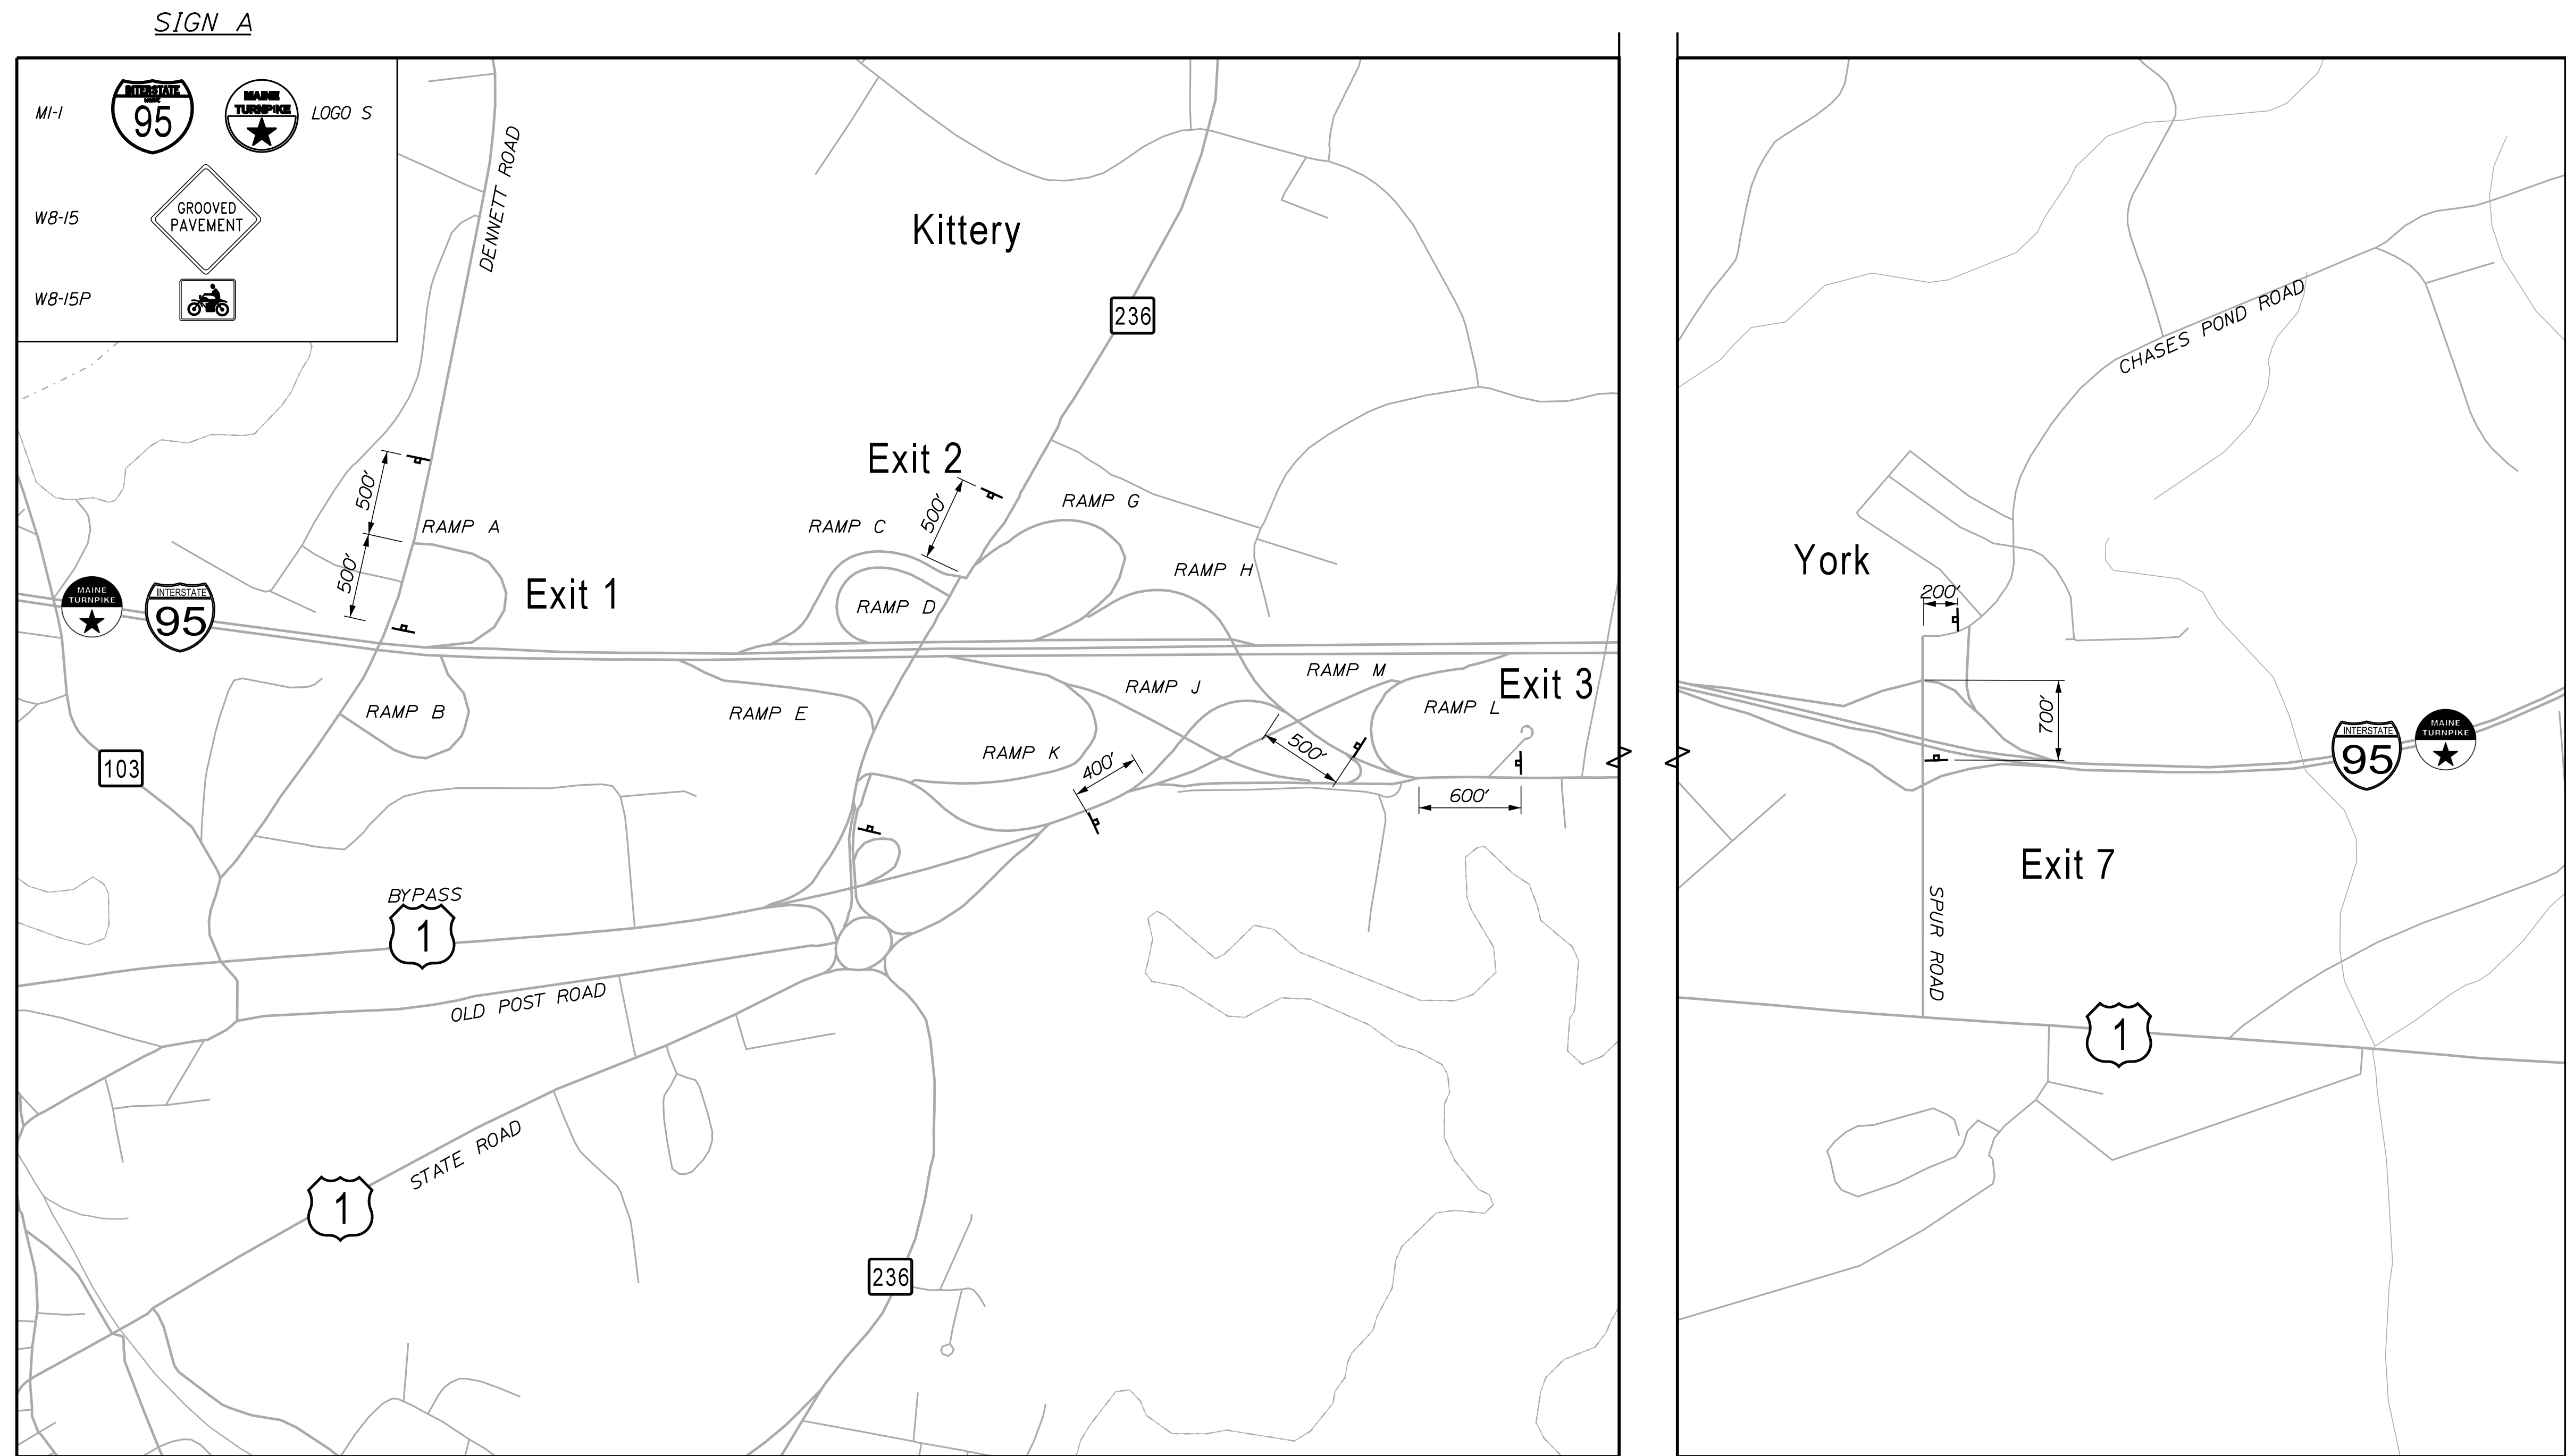 SIGN A
M1-1
INTERSTATE
MAINE
95
MAINE
TURNPIKE
LOGO S
W8-15
GROOVED
PAVEMENT
W8-15P
DENNETT ROAD
Kittery
236
Exit 2
500'
500'
500'
RAMP A
RAMP C
RAMP G
RAMP H
Exit 1
RAMP D
MAINE
TURNPIKE
INTERSTATE
95
RAMP B
RAMP E
RAMP J
RAMP M
Exit 3
RAMP L
RAMP K
400'
500'
600'
103
BYPASS
1
OLD POST ROAD
STATE ROAD
1
236
CHASES POND ROAD
York
200'
700'
INTERSTATE
95
MAINE
TURNPIKE
Exit 7
SPUR ROAD
1